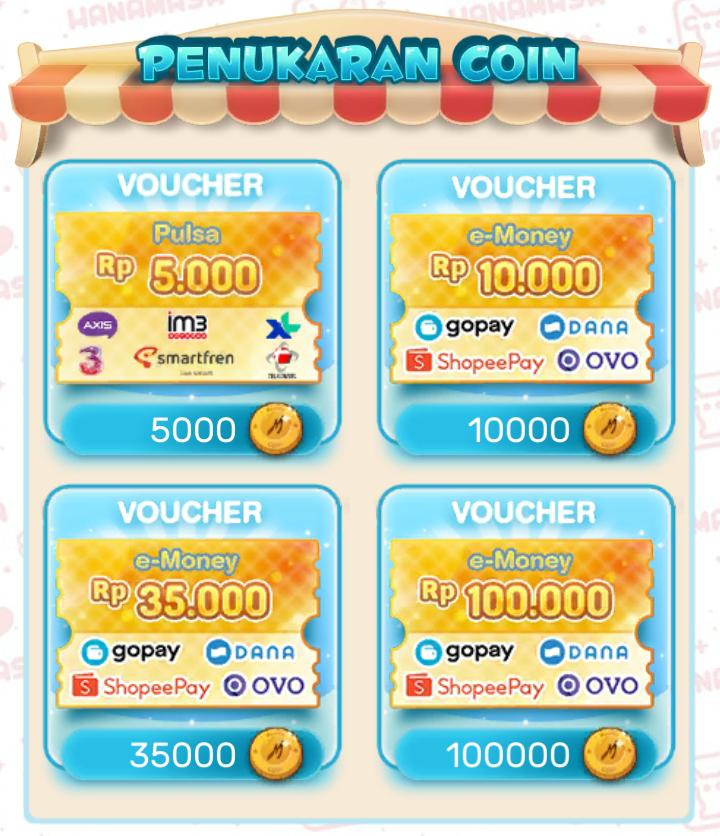 HANAMASA
PENUKARAN COIN
VOUCHER
Pulsa
Rp 5.000
AXIS
im3
XL
3
smartfren
TELKOMSEL
5000
VOUCHER
e-Money
Rp 10.000
gopay DANA
ShopeePay OVO
10000
VOUCHER
e-Money
Rp 35.000
gopay DANA
ShopeePay OVO
35000
VOUCHER
e-Money
Rp 100.000
gopay DANA
ShopeePay OVO
100000